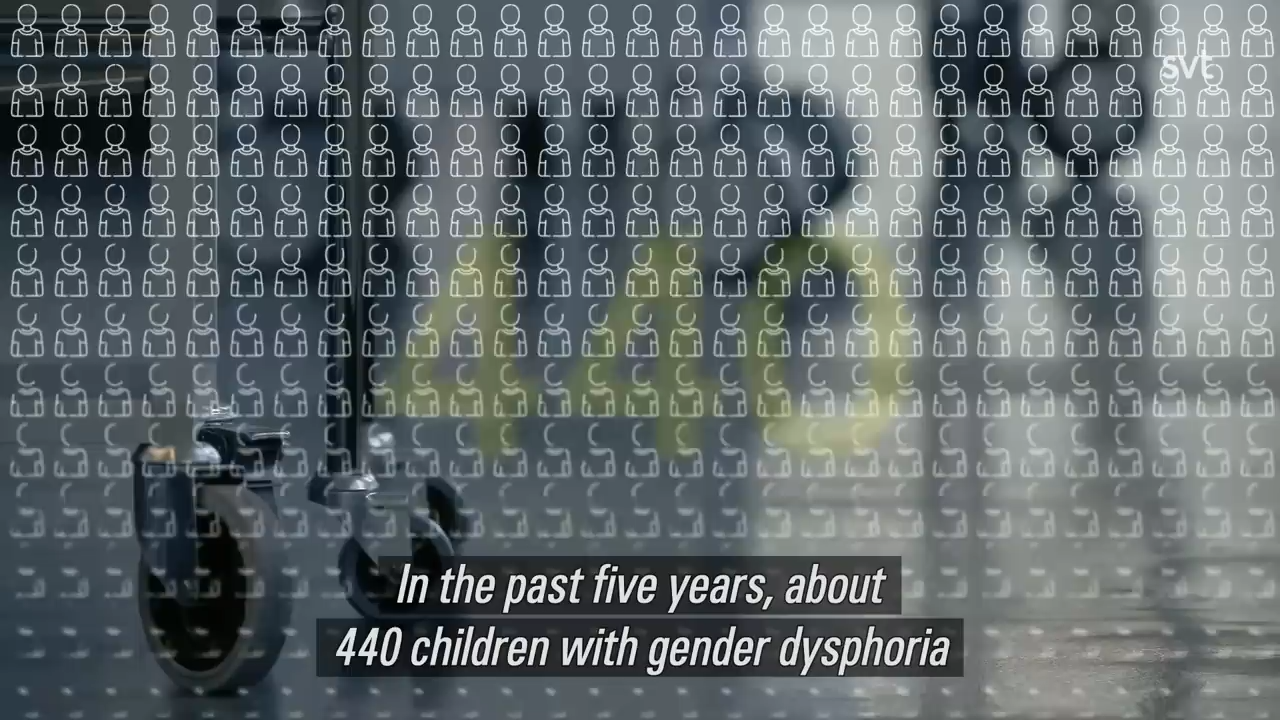 svt
440
In the past five years, about
440 children with gender dysphoria